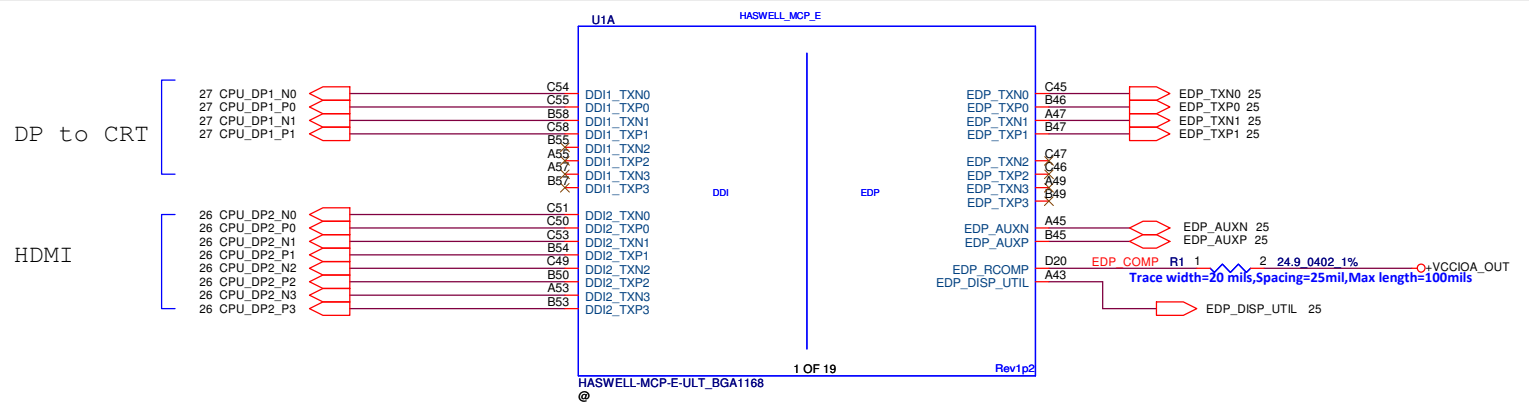 U1A
HASWELL_MCP_E
DP to CRT
27 CPU_DP1_N0
27 CPU_DP1_P0
27 CPU_DP1_N1
27 CPU_DP1_P1
C54
C55
B58
C58
B55
A55
A57
B57
DDI1_TXN0
DDI1_TXP0
DDI1_TXN1
DDI1_TXP1
DDI1_TXN2
DDI1_TXP2
DDI1_TXN3
DDI1_TXP3
HDMI
26 CPU_DP2_N0
26 CPU_DP2_P0
26 CPU_DP2_N1
26 CPU_DP2_P1
26 CPU_DP2_N2
26 CPU_DP2_P2
26 CPU_DP2_N3
26 CPU_DP2_P3
C51
C50
C53
B54
C49
B50
A53
B53
DDI2_TXN0
DDI2_TXP0
DDI2_TXN1
DDI2_TXP1
DDI2_TXN2
DDI2_TXP2
DDI2_TXN3
DDI2_TXP3
DDI
EDP
EDP_TXN0
EDP_TXP0
EDP_TXN1
EDP_TXP1
EDP_TXN2
EDP_TXP2
EDP_TXN3
EDP_TXP3
EDP_AUXN
EDP_AUXP
EDP_RCOMP
EDP_DISP_UTIL
C45
B46
A47
B47
C47
C46
A49
B49
A45
B45
D20
A43
EDP_TXN0 25
EDP_TXP0 25
EDP_TXN1 25
EDP_TXP1 25
EDP_AUXN 25
EDP_AUXP 25
EDP_COMP R1 1 2 24.9_0402_1% +VCCIOA_OUT
Trace width=20 mils,Spacing=25mil,Max length=100mils
EDP_DISP_UTIL 25
1 OF 19
Rev1p2
HASWELL-MCP-E-ULT_BGA1168
@